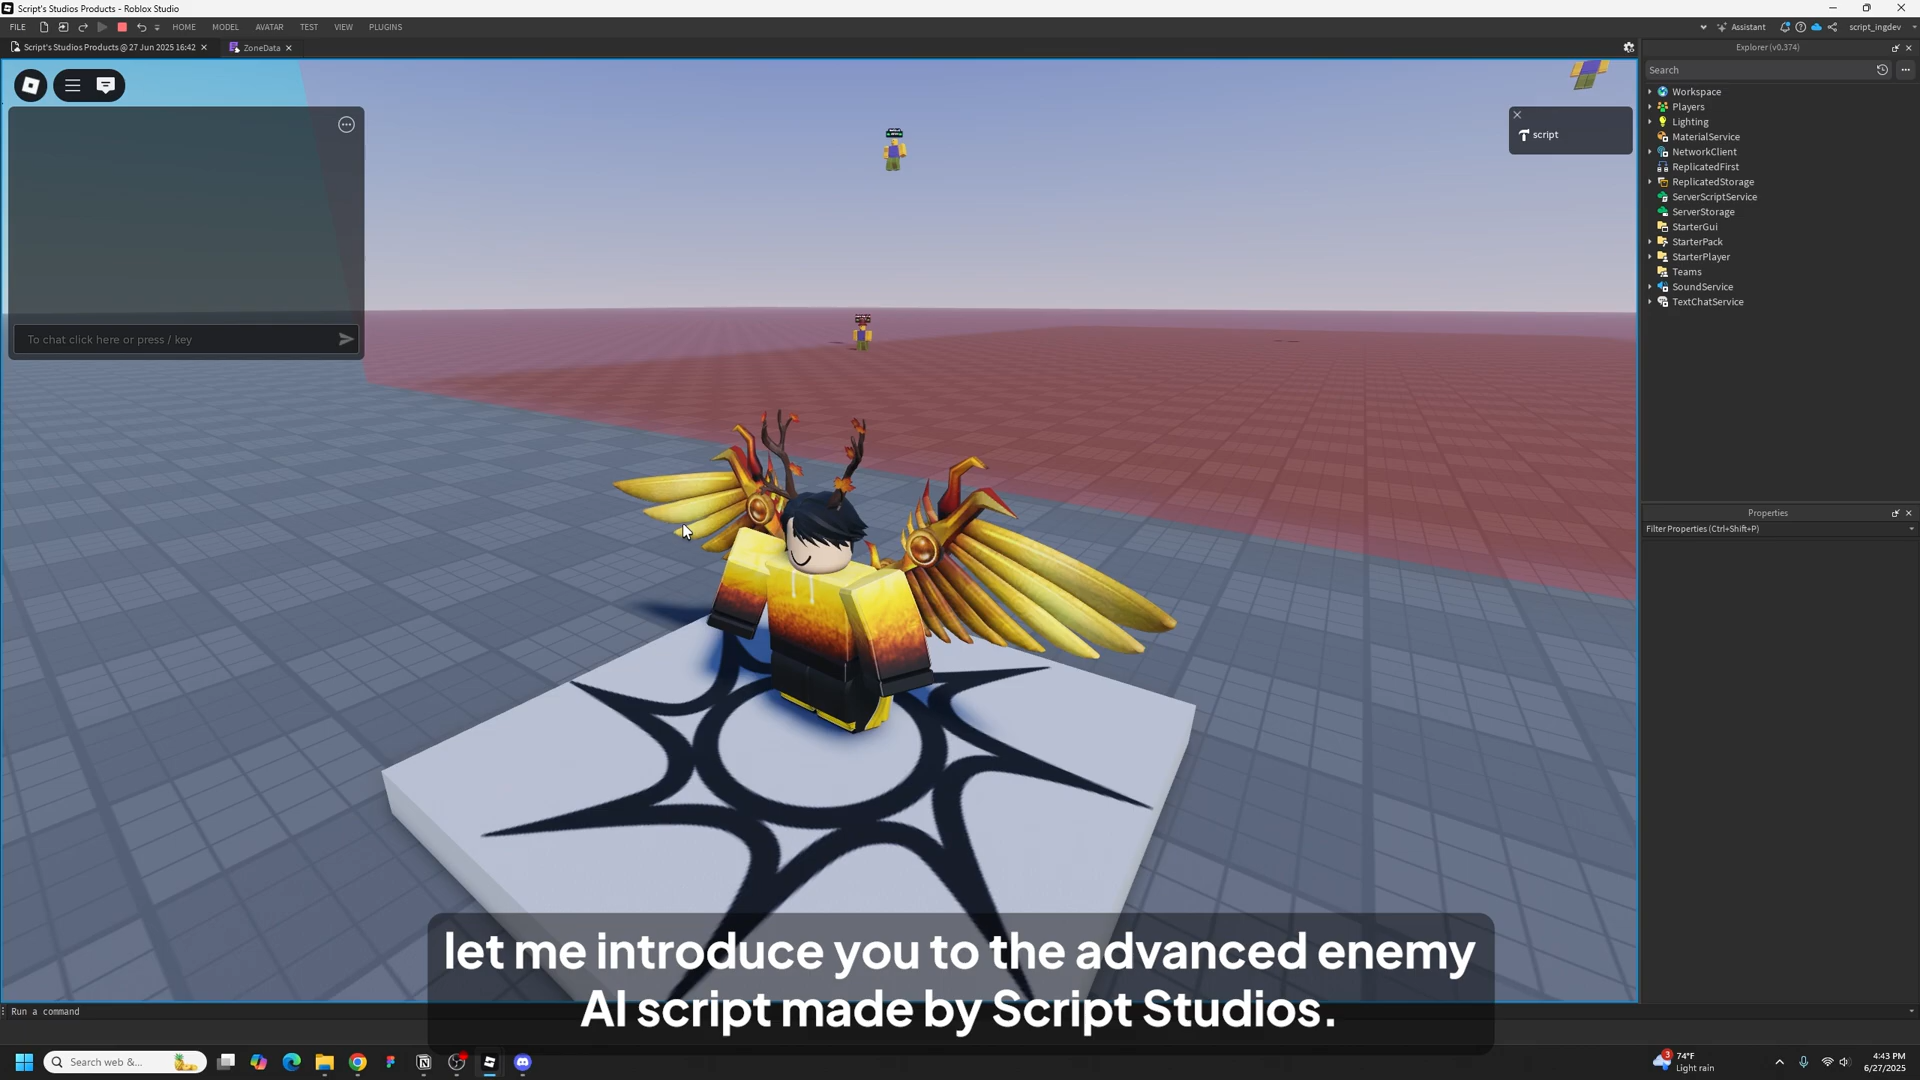 Script's Studios Products - Roblox Studio
FILE
HOME
MODEL
AVATAR
TEST
VIEW
PLUGINS
Assistant
script_ingdev
Script's Studios Products @ 27 Jun 2025 16:42
ZoneData
Explorer (v0.374)
Search
Workspace
Players
Lighting
MaterialService
NetworkClient
ReplicatedFirst
ReplicatedStorage
ServerScriptService
ServerStorage
StarterGui
StarterPack
StarterPlayer
Teams
SoundService
TextChatService
script
To chat click here or press / key
Properties
Filter Properties (Ctrl+Shift+P)
let me introduce you to the advanced enemy
AI script made by Script Studios.
Run a command
Search web &...
3
74°F
Light rain
4:43 PM
6/27/2025